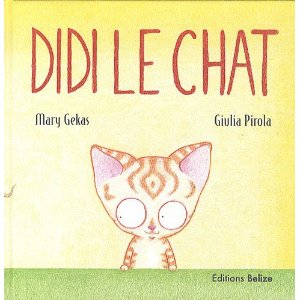 DIDI LE CHAT
Mary Gekas
Giulia Pirola
Editions Belize